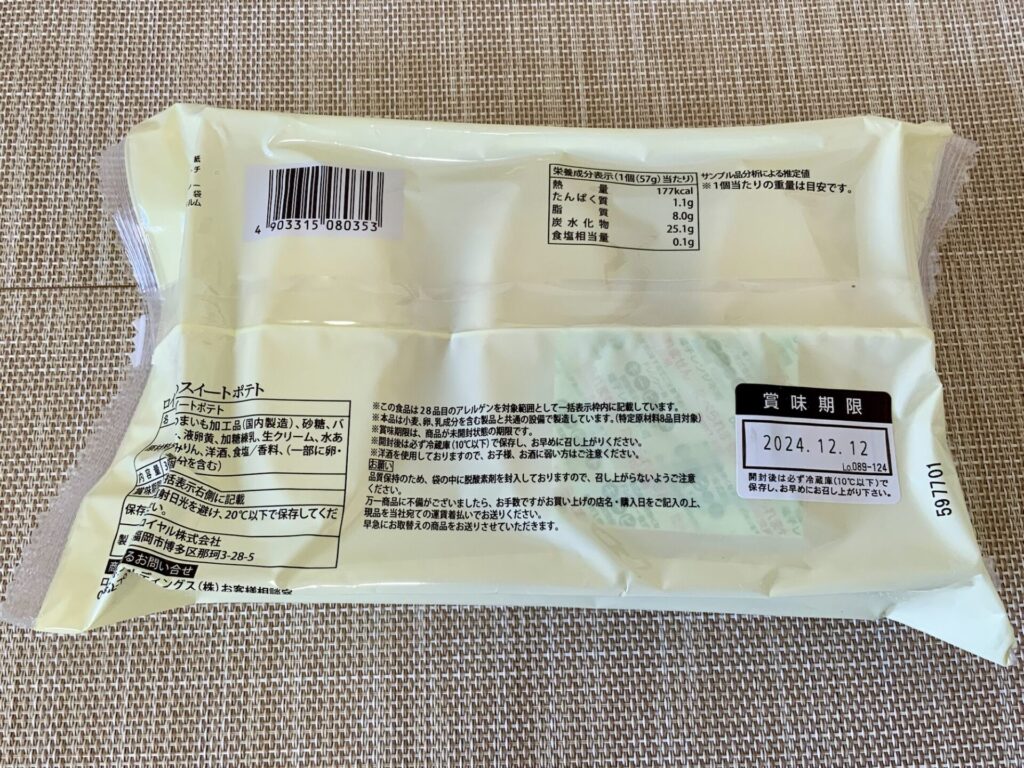 紙
チ
ー
袋
ルム
4 903315 080353
栄養成分表示(1個(57g)当たり)
熱量 177kcal
たんぱく質 1.1g
脂質 8.0g
炭水化物 25.1g
食塩相当量 0.1g
サンプル品分析による推定値
※1個当たりの重量は目安です。
スイートポテト
ートポテト
つまいも加工品(国内製造)、砂糖、バ
、液卵黄、加糖練乳、生クリーム、水あ
みりん、洋酒、食塩/香料、(一部に卵・
成分を含む)
内容量
表示右側に記載
射日光を避け、20℃以下で保存してくだ
い。
イヤル株式会社
福岡市博多区那珂3-28-5
るお問い合せ
ディングス(株)お客様相談室
※この食品は28品目のアレルゲンを対象範囲として一括表示枠内に記載しています。
※本品は小麦、卵、乳成分を含む製品と共通の設備で製造しています。(特定原材料8品目対象)
※賞味期限は、商品が未開封状態の期限です。
※開封後は必ず冷蔵庫(10℃以下)で保存し、お早めに召し上がりください。
※洋酒を使用しておりますので、お子様、お酒に弱い方はご注意ください。
お願い
品質保持のため、袋の中に脱酸素剤を封入しておりますので、召し上がらないようご注意
ください。
万一商品に不備がございましたら、お手数ですがお買い上げの店名・購入日をご記入の上、
現品を当社宛ての運賃着払いでお送りください。
早急にお取替えの商品をお送りさせていただきます。
賞味期限
2024.12.12
Lo.089-124
開封後は必ず冷蔵庫(10℃以下)で
保存し、お早めにお召し上がり下さい。
597701